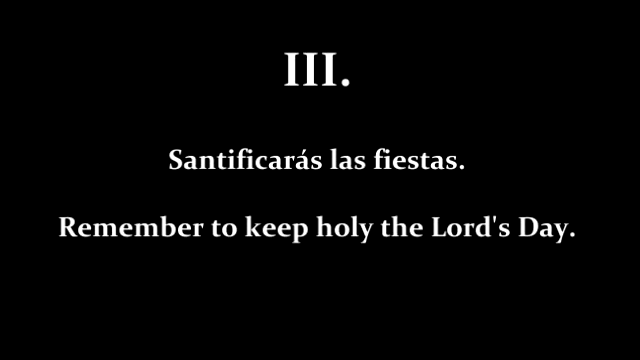 III.
Santificarás las fiestas.
Remember to keep holy the Lord's Day.